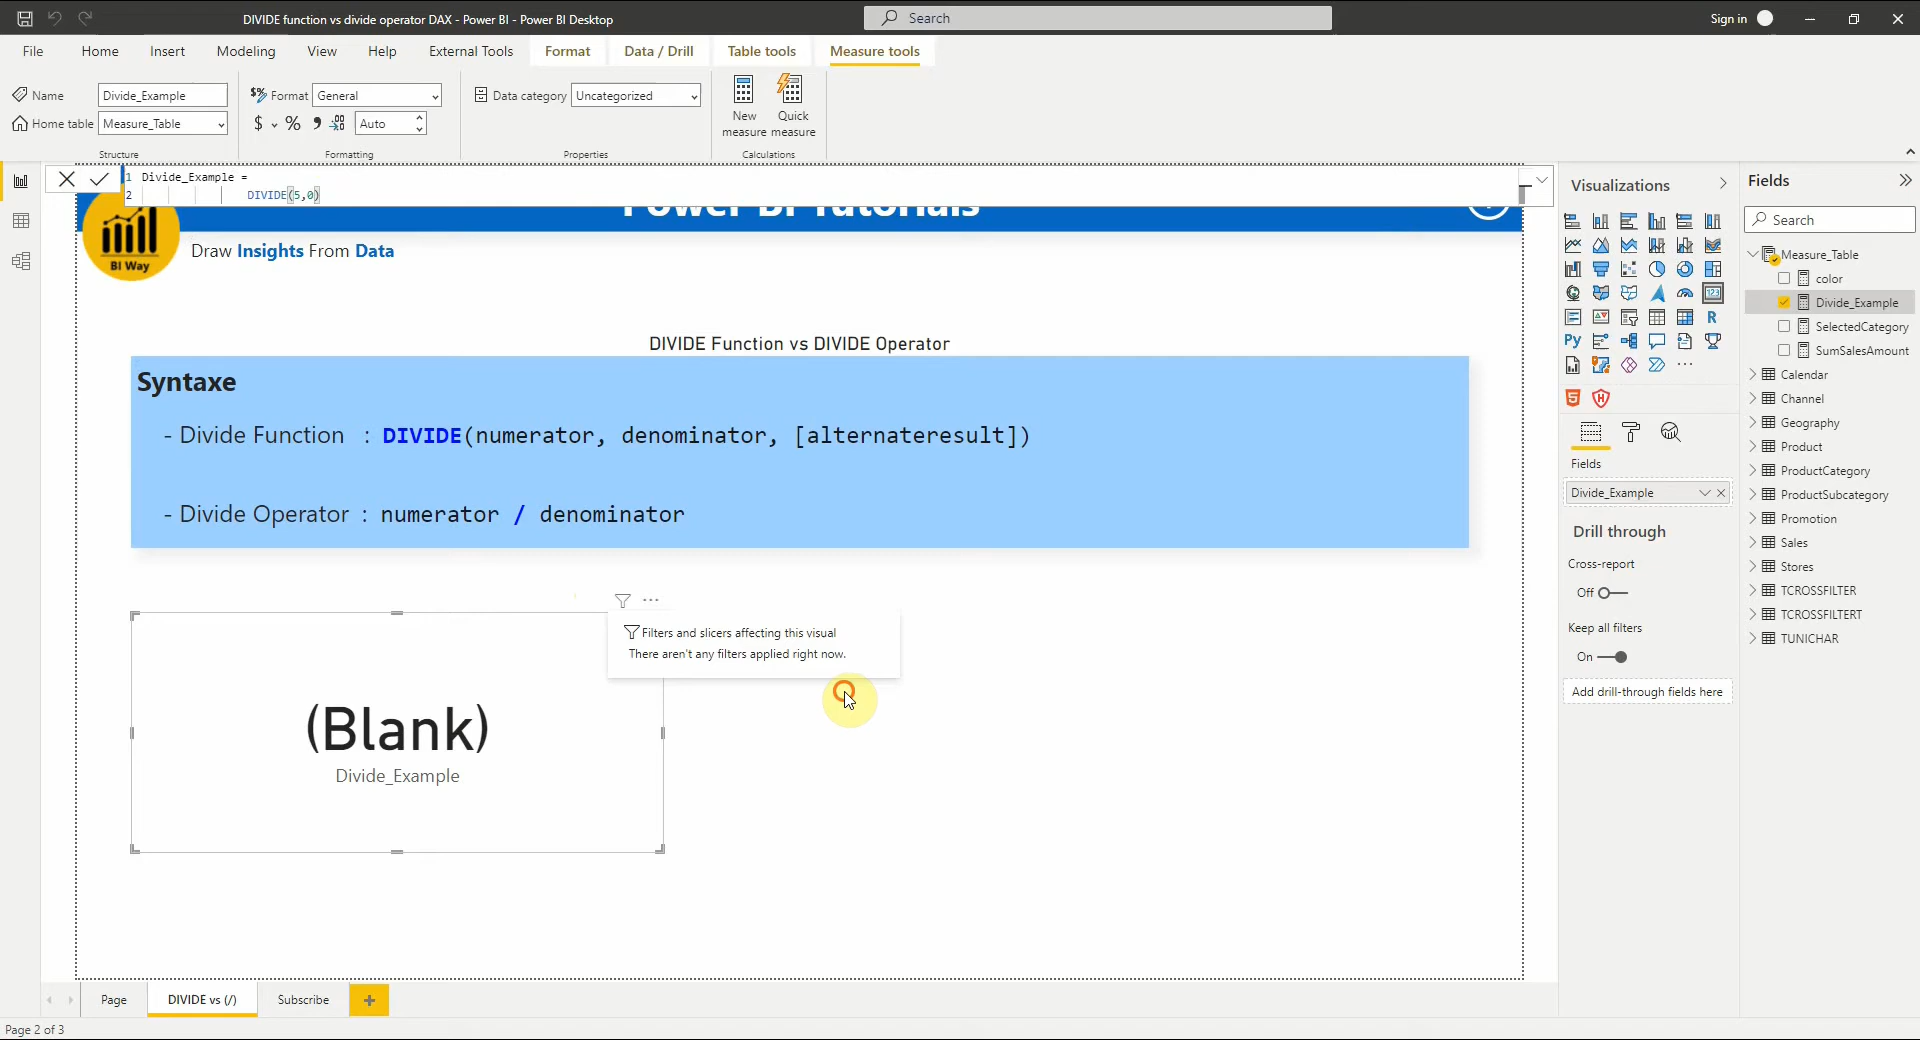 DIVIDE function vs divide operator DAX - Power BI - Power BI Desktop
Search
Sign in
File
Home
Insert
Modeling
View
Help
External Tools
Format
Data / Drill
Table tools
Measure tools
Name
Divide_Example
Home table
Measure_Table
Structure
$% Format
General
$
%
Auto
Formatting
Data category
Uncategorized
Properties
New measure
Quick measure
Calculations
1 Divide_Example =
2 DIVIDE(5,0)
Power BI Tutorials
BI Way
Draw Insights From Data
DIVIDE Function vs DIVIDE Operator
Syntaxe
- Divide Function : DIVIDE(numerator, denominator, [alternateresult])
- Divide Operator : numerator / denominator
Filters and slicers affecting this visual
There aren't any filters applied right now.
(Blank)
Divide_Example
Page
DIVIDE vs (/)
Subscribe
+
Page 2 of 3
Visualizations
123
R
Py
Fields
Divide_Example
Drill through
Cross-report
Off
Keep all filters
On
Add drill-through fields here
Fields
Search
Measure_Table
color
Divide_Example
SelectedCategory
SumSalesAmount
Calendar
Channel
Geography
Product
ProductCategory
ProductSubcategory
Promotion
Sales
Stores
TCROSSFILTER
TCROSSFILTERT
TUNICHAR